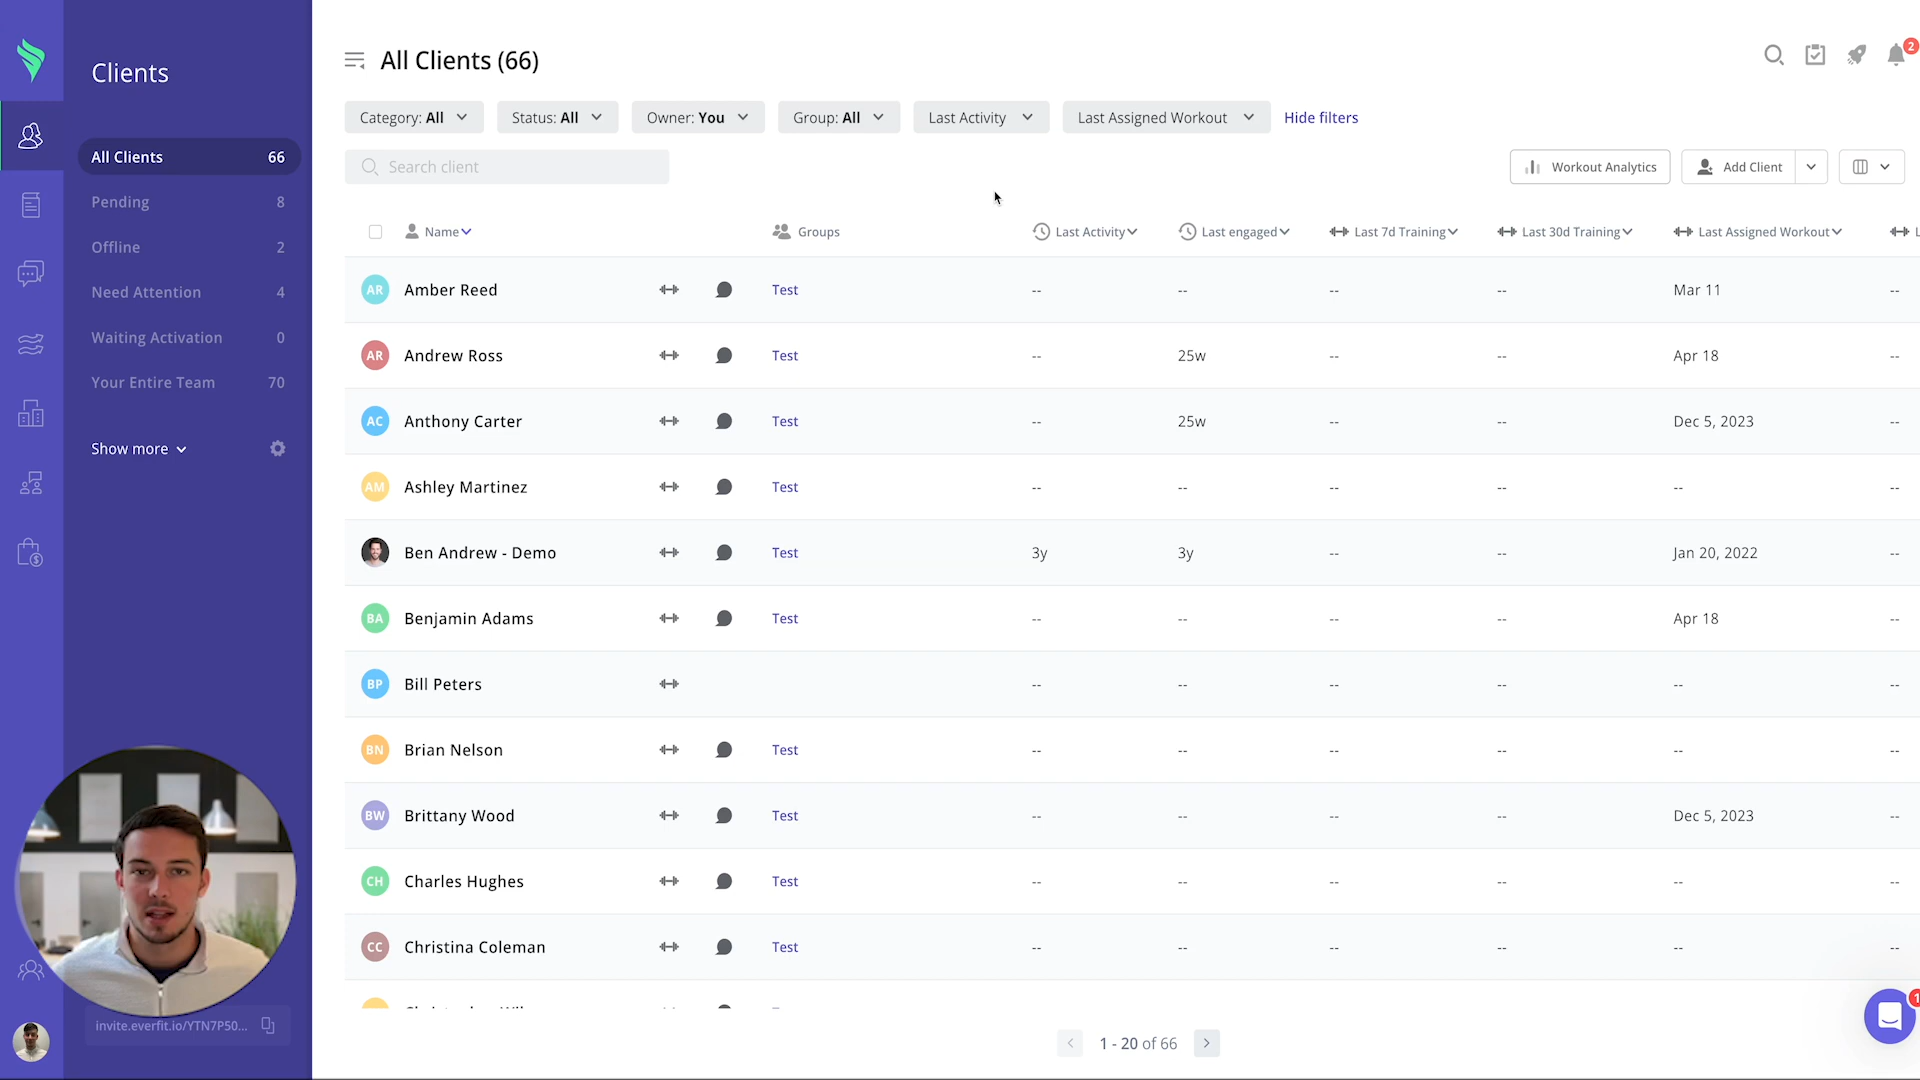 Clients
All Clients 66
Pending 8
Offline 2
Need Attention 4
Waiting Activation 0
Your Entire Team 70
Show more
invite.everfit.io/YTN7P50...
All Clients (66)
2
Category: All
Status: All
Owner: You
Group: All
Last Activity
Last Assigned Workout
Hide filters
Search client
Workout Analytics
Add Client
Name Groups Last Activity Last engaged Last 7d Training Last 30d Training Last Assigned Workout L
AR Amber Reed Test -- -- -- -- Mar 11 --
AR Andrew Ross Test -- 25w -- -- Apr 18 --
AC Anthony Carter Test -- 25w -- -- Dec 5, 2023 --
AM Ashley Martinez Test -- -- -- -- -- --
Ben Andrew - Demo Test 3y 3y -- -- Jan 20, 2022 --
BA Benjamin Adams Test -- -- -- -- Apr 18 --
BP Bill Peters -- -- -- -- -- --
BN Brian Nelson Test -- -- -- -- -- --
BW Brittany Wood Test -- -- -- -- Dec 5, 2023 --
CH Charles Hughes Test -- -- -- -- -- --
CC Christina Coleman Test -- -- -- -- -- --
1 - 20 of 66
1